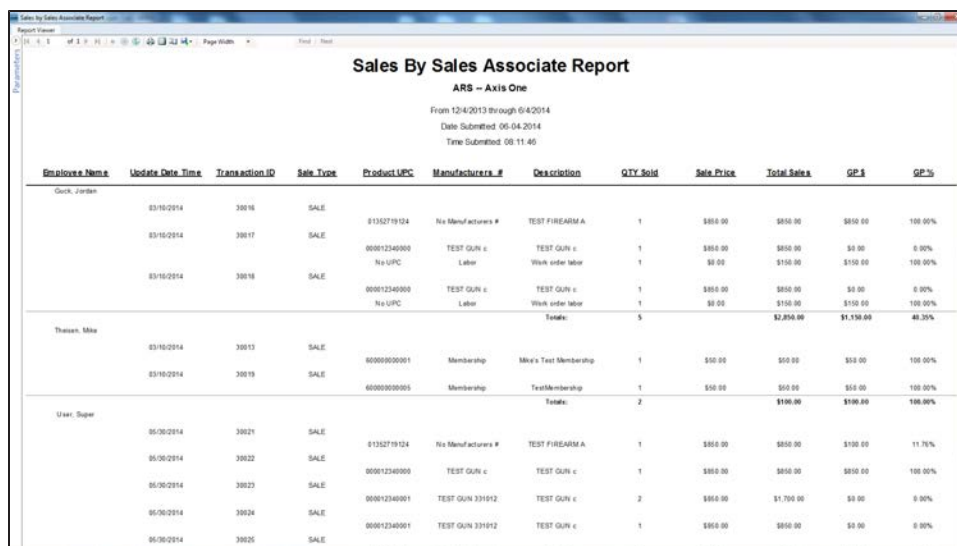 Sales by Sales Associate Report
Report Viewer
1 of 1 Page Width Find | Next
Parameters
Sales By Sales Associate Report
ARS -- Axis One
From 12/4/2013 through 6/4/2014
Date Submitted: 06-04-2014
Time Submitted: 08:11:46
Employee Name Update Date Time Transaction ID Sale Type Product UPC Manufacturers # Description QTY Sold Sale Price Total Sales GP $ GP %
Guck, Jordan
03/10/2014 30016 SALE
01352719124 No Manufacturers # TEST FIREARM A 1 $850.00 $850.00 $850.00 100.00%
03/10/2014 30017 SALE
000012340000 TEST GUN c TEST GUN c 1 $850.00 $850.00 $0.00 0.00%
No UPC Labor Work order labor 1 $0.00 $150.00 $150.00 100.00%
03/10/2014 30018 SALE
000012340000 TEST GUN c TEST GUN c 1 $850.00 $850.00 $0.00 0.00%
No UPC Labor Work order labor 1 $0.00 $150.00 $150.00 100.00%
Totals: 5 $2,850.00 $1,150.00 40.35%
Theisen, Mike
03/10/2014 30013 SALE
600000000001 Membership Mike's Test Membership 1 $50.00 $50.00 $50.00 100.00%
03/10/2014 30019 SALE
600000000005 Membership TestMembership 1 $50.00 $50.00 $50.00 100.00%
Totals: 2 $100.00 $100.00 100.00%
User, Super
05/30/2014 30021 SALE
01352719124 No Manufacturers # TEST FIREARM A 1 $850.00 $850.00 $100.00 11.76%
05/30/2014 30022 SALE
000012340000 TEST GUN c TEST GUN c 1 $850.00 $850.00 $850.00 100.00%
05/30/2014 30023 SALE
000012340001 TEST GUN 331012 TEST GUN c 2 $850.00 $1,700.00 $0.00 0.00%
05/30/2014 30024 SALE
000012340001 TEST GUN 331012 TEST GUN c 1 $850.00 $850.00 $0.00 0.00%
05/30/2014 30025 SALE